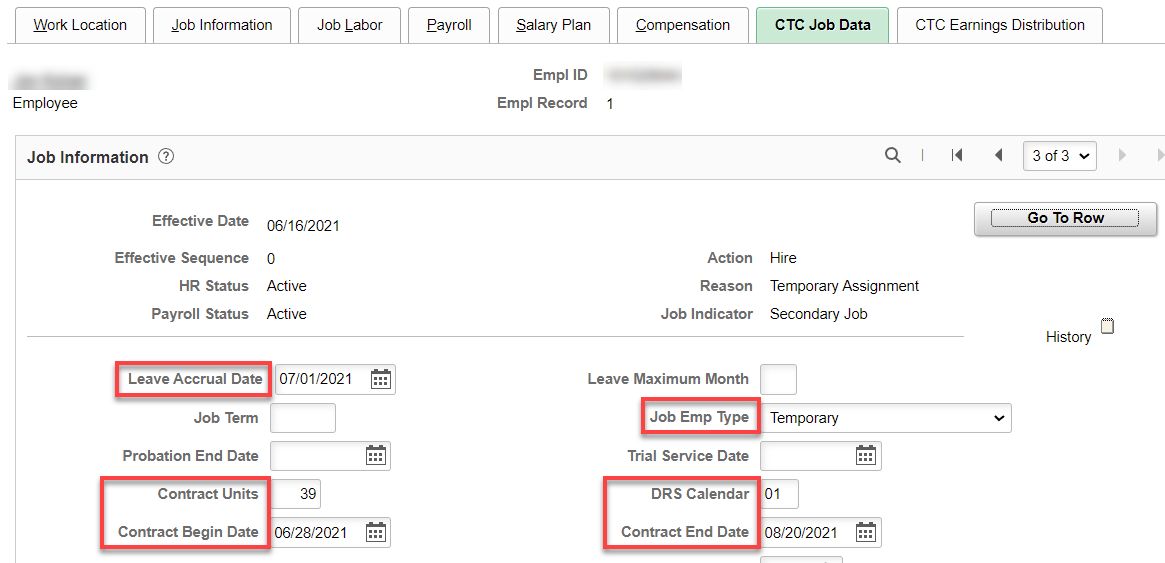 Work Location Job Information Job Labor Payroll Salary Plan Compensation CTC Job Data CTC Earnings Distribution
Empl ID
Employee
Empl Record 1
Job Information ? 3 of 3
Go To Row
Effective Date 06/16/2021
Effective Sequence 0 Action Hire
HR Status Active Reason Temporary Assignment
Payroll Status Active Job Indicator Secondary Job
History
Leave Accrual Date 07/01/2021 Leave Maximum Month
Job Term Job Emp Type Temporary
Probation End Date Trial Service Date
Contract Units 39 DRS Calendar 01
Contract Begin Date 06/28/2021 Contract End Date 08/20/2021